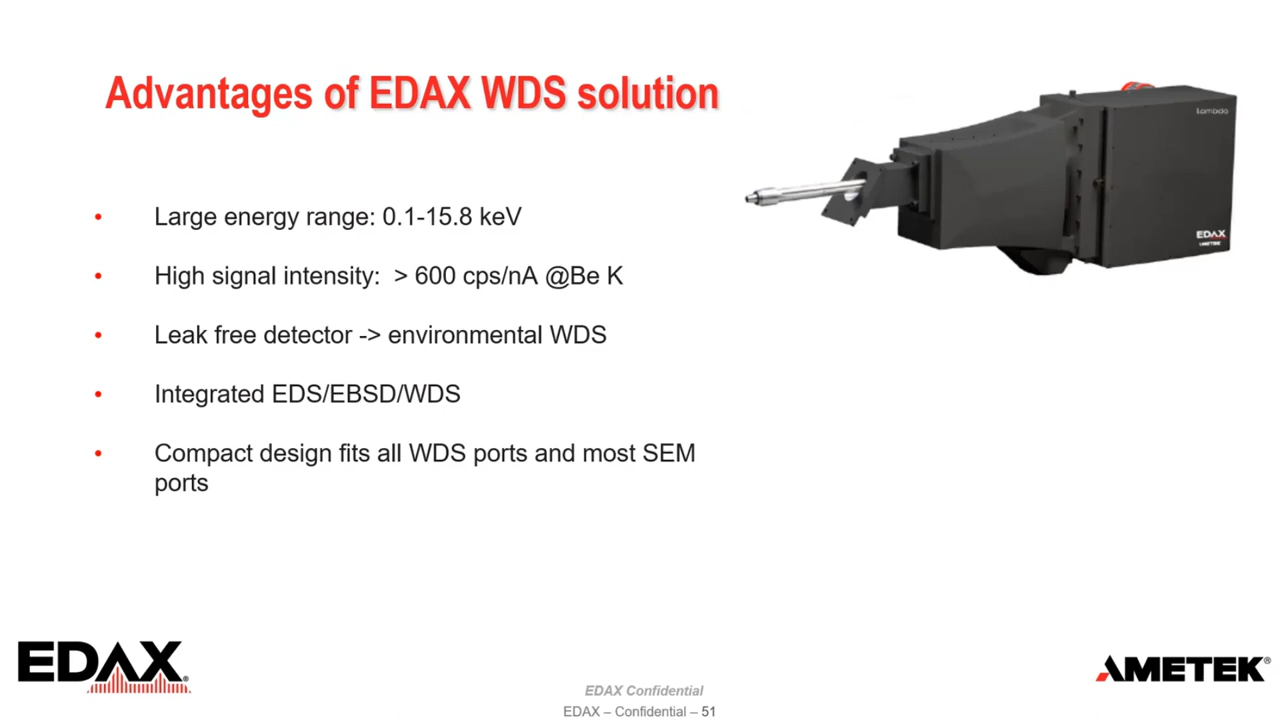 Advantages of EDAX WDS solution
Lambda
• Large energy range: 0.1-15.8 keV
EDAX
AMETEK
• High signal intensity:  > 600 cps/nA @Be K
• Leak free detector -> environmental WDS
• Integrated EDS/EBSD/WDS
• Compact design fits all WDS ports and most SEM
ports
EDAX®
AMETEK®
EDAX Confidential
EDAX – Confidential – 51